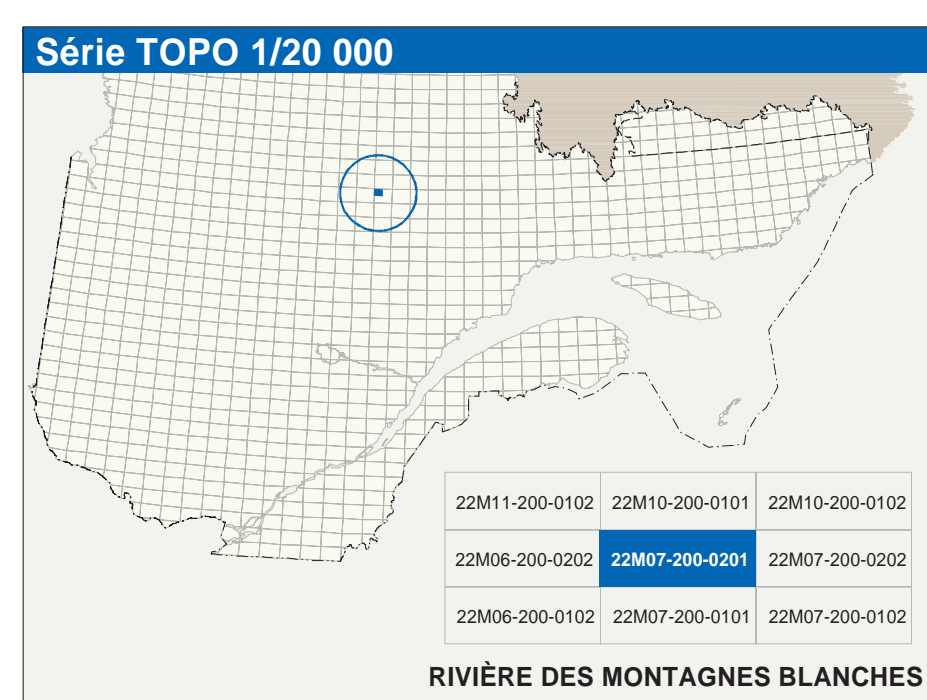 Série TOPO 1/20 000
22M11-200-0102 22M10-200-0101 22M10-200-0102
22M06-200-0202 22M07-200-0201 22M07-200-0202
22M06-200-0102 22M07-200-0101 22M07-200-0102
RIVIÈRE DES MONTAGNES BLANCHES